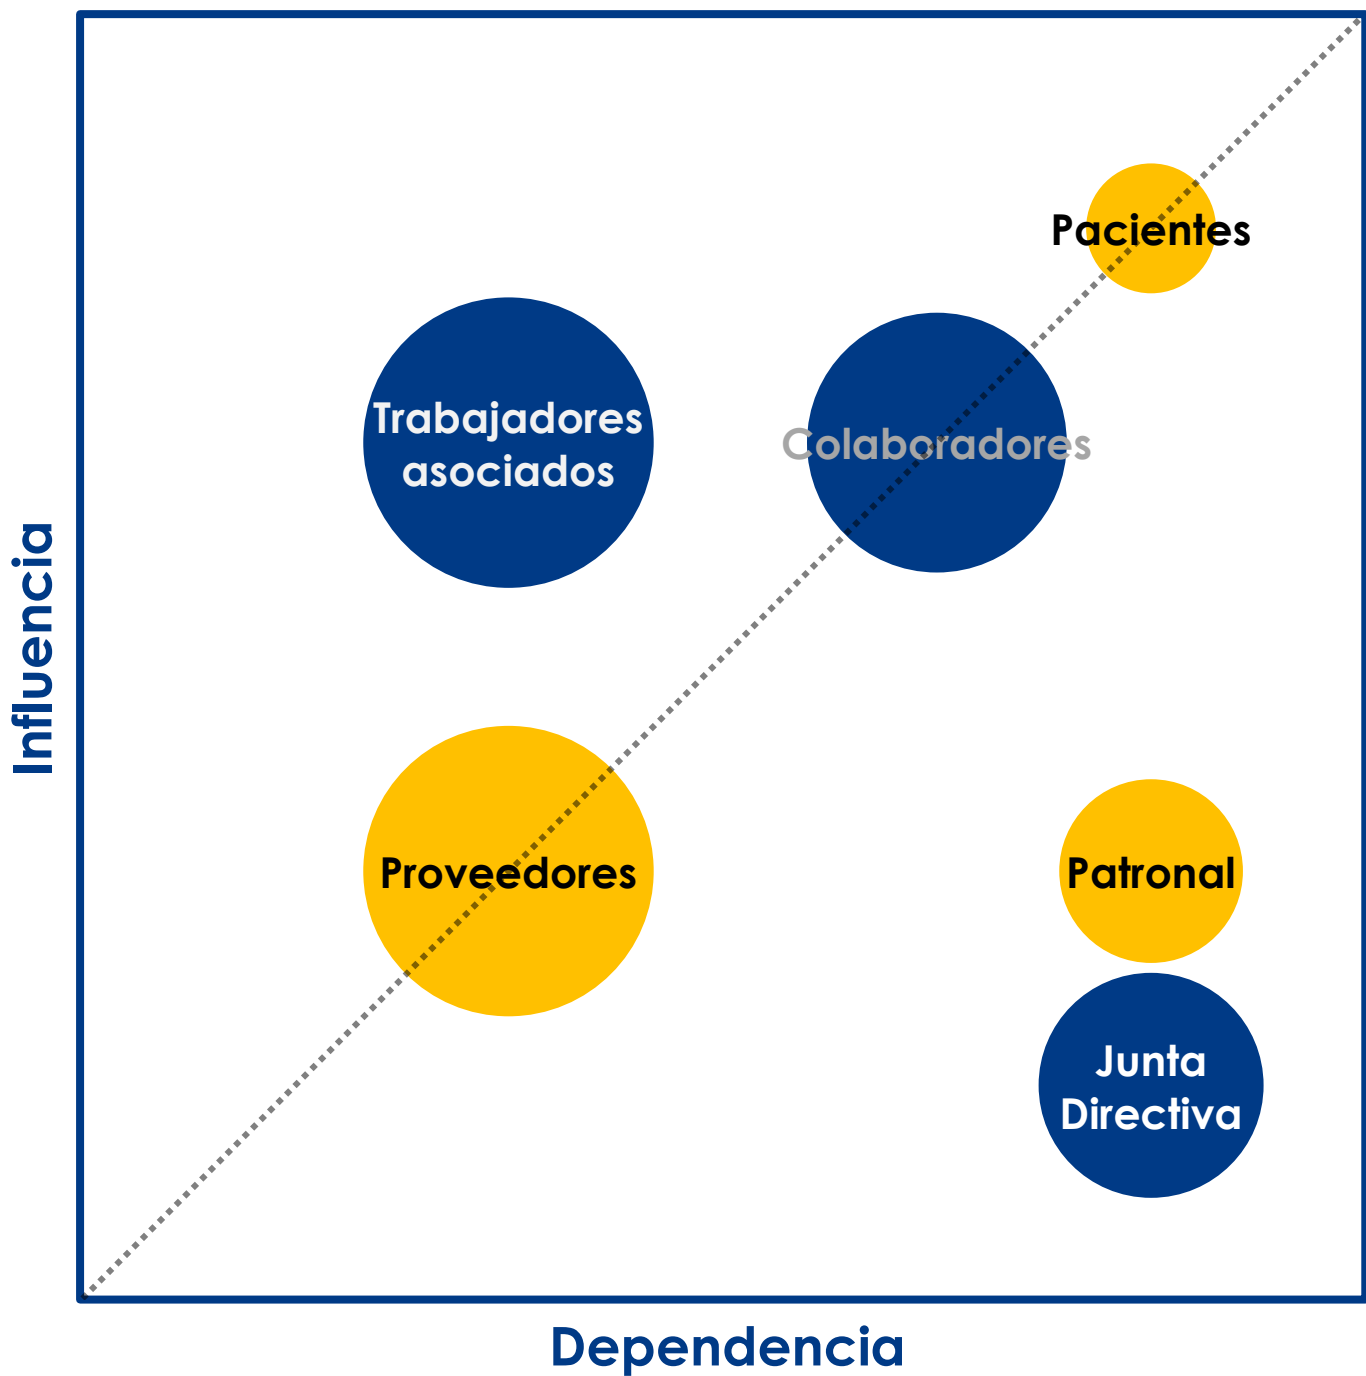 Pacientes
Trabajadores
asociados
Colaboradores
Influencia
Proveedores
Patronal
Junta
Directiva
Dependencia